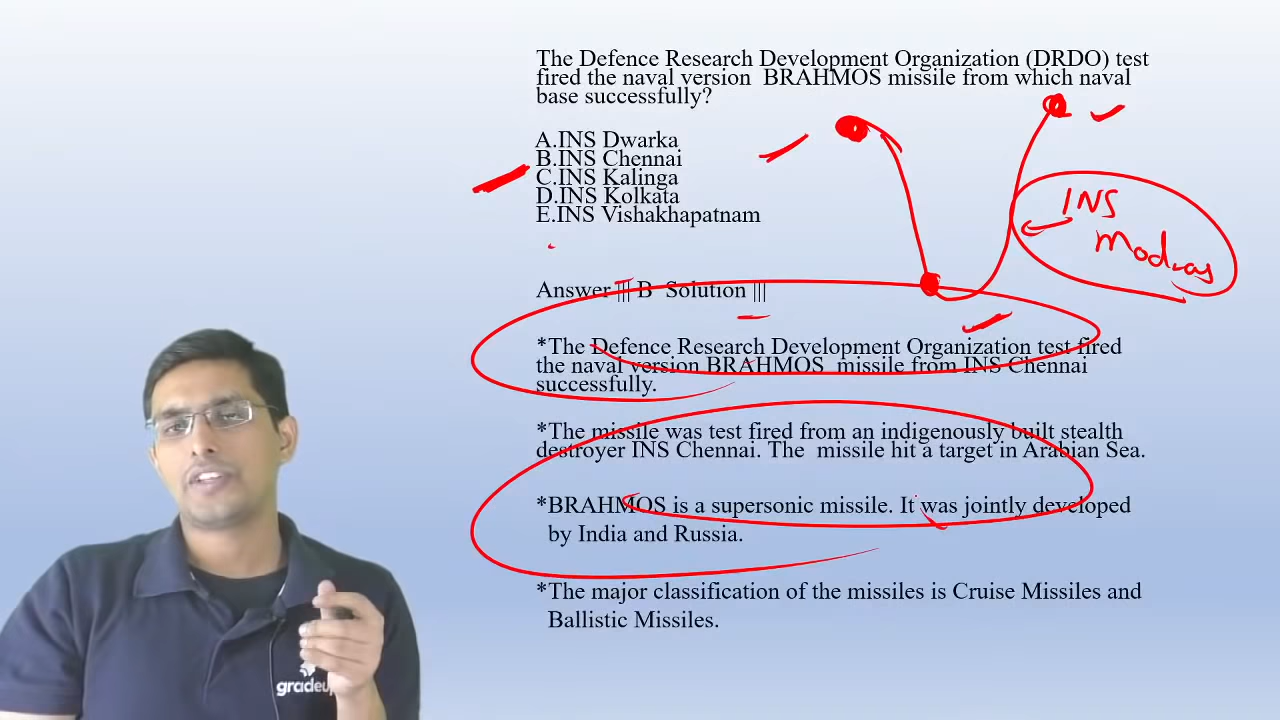 The Defence Research Development Organization (DRDO) test
fired the naval version BRAHMOS missile from which naval
base successfully?
A.INS Dwarka
B.INS Chennai
C.INS Kalinga
D.INS Kolkata
E.INS Vishakhapatnam
INS
Madras
Answer ||| B Solution |||
*The Defence Research Development Organization test fired
the naval version BRAHMOS missile from INS Chennai
successfully.
*The missile was test fired from an indigenously built stealth
destroyer INS Chennai. The missile hit a target in Arabian Sea.
*BRAHMOS is a supersonic missile. It was jointly developed
by India and Russia.
*The major classification of the missiles is Cruise Missiles and
Ballistic Missiles.
gradeup